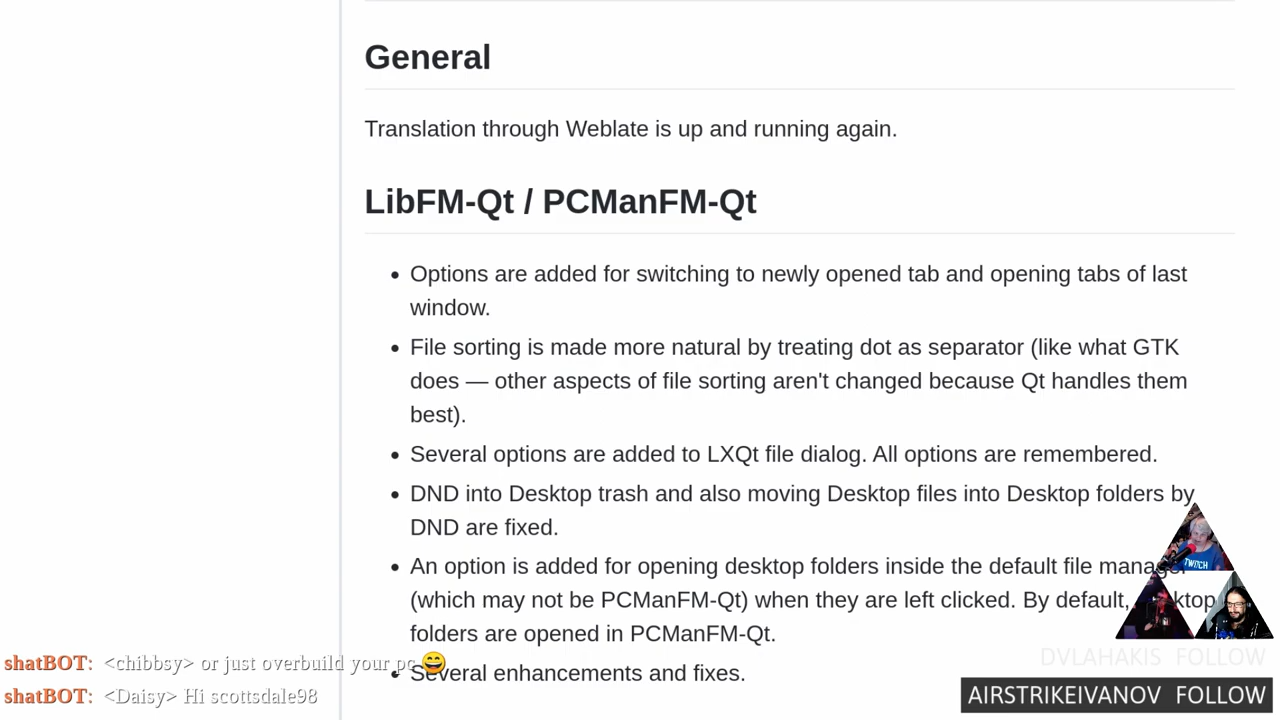 General
Translation through Weblate is up and running again.
LibFM-Qt / PCManFM-Qt
Options are added for switching to newly opened tab and opening tabs of last
window.
File sorting is made more natural by treating dot as separator (like what GTK
does — other aspects of file sorting aren't changed because Qt handles them
best).
Several options are added to LXQt file dialog. All options are remembered.
DND into Desktop trash and also moving Desktop files into Desktop folders by
DND are fixed.
An option is added for opening desktop folders inside the default file manager
(which may not be PCManFM-Qt) when they are left clicked. By default,
folders are opened in PCManFM-Qt.
Several enhancements and fixes.
shatBOT: <chibbsy> or just overbuild your pc 😄
shatBOT: <Daisy> Hi scottsdale98
TWITCH
DVLAHAKIS FOLLOW
AIRSTRIKEIVANOV FOLLOW